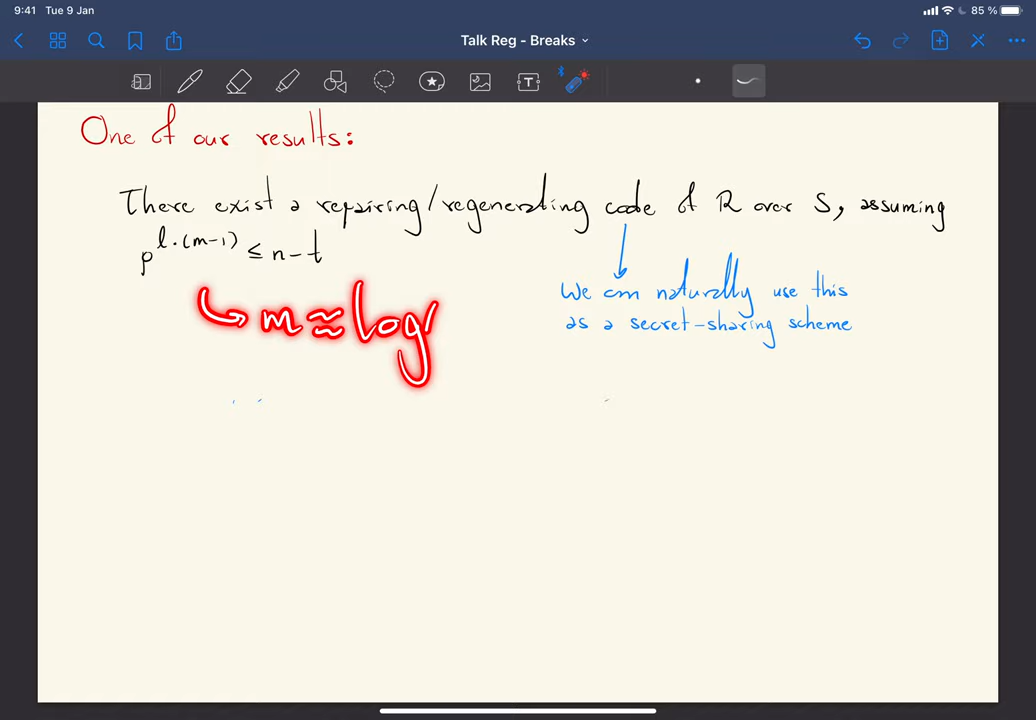 9:41 Tue 9 Jan
85 %
Talk Reg - Breaks
One of our results:
There exist a repairing/regenerating code of R over S, assuming
p^{l·(m-1)} ≤ n-t
↳ m ≈ log
We can naturally use this
as a secret-sharing scheme